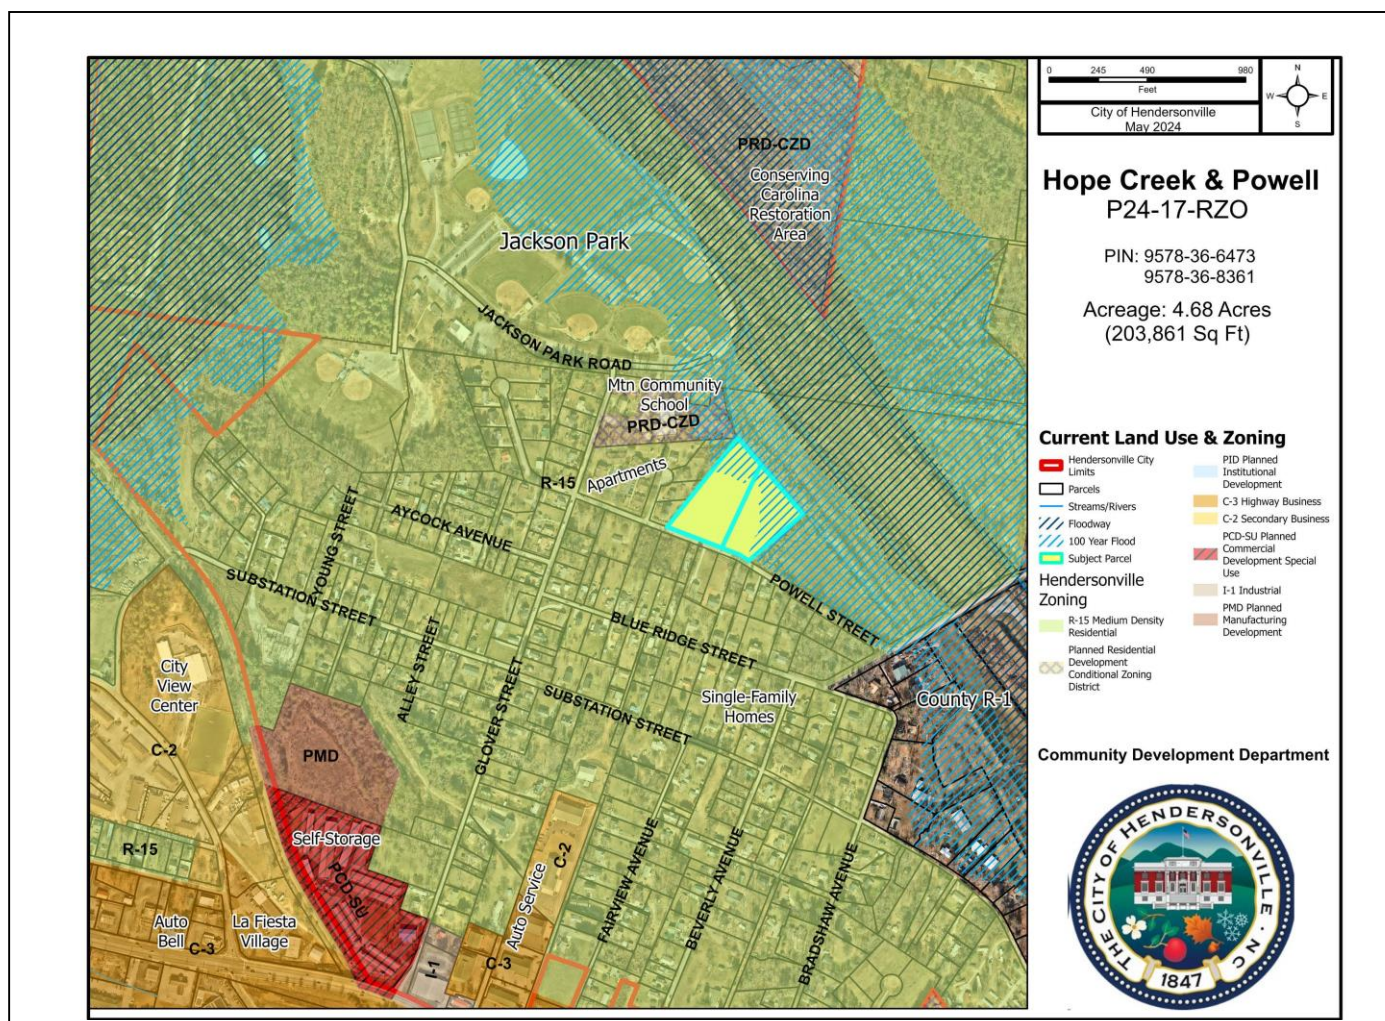 0 245 490 980
Feet
City of Hendersonville
May 2024
N
W E
S
Hope Creek & Powell
P24-17-RZO
PIN: 9578-36-6473
9578-36-8361
Acreage: 4.68 Acres
(203,861 Sq Ft)
Current Land Use & Zoning
Hendersonville City
Limits
Parcels
Streams/Rivers
Floodway
100 Year Flood
Subject Parcel
Hendersonville
Zoning
R-15 Medium Density
Residential
Planned Residential
Development
Conditional Zoning
District
PID Planned
Institutional
Development
C-3 Highway Business
C-2 Secondary Business
PCD-SU Planned
Commercial
Development Special
Use
I-1 Industrial
PMD Planned
Manufacturing
Development
Community Development Department
THE CITY OF HENDERSONVILLE · NC
1847
PRD-CZD
Conserving
Carolina
Restoration
Area
Jackson Park
JACKSON PARK ROAD
Mtn Community
School
PRD-CZD
Apartments
R-15
AYCOCK AVENUE
YOUNG STREET
SUBSTATION STREET
POWELL STREET
BLUE RIDGE STREET
ALLEY STREET
GLOVER STREET
SUBSTATION STREET
Single-Family
Homes
County R-1
City
View
Center
C-2
PMD
Self-Storage
PCD-SU
R-15
Auto
Bell
La Fiesta
Village
C-3
I-1
C-3
Auto Service
C-2
FAIRVIEW AVENUE
BEVERLY AVENUE
BRADSHAW AVENUE